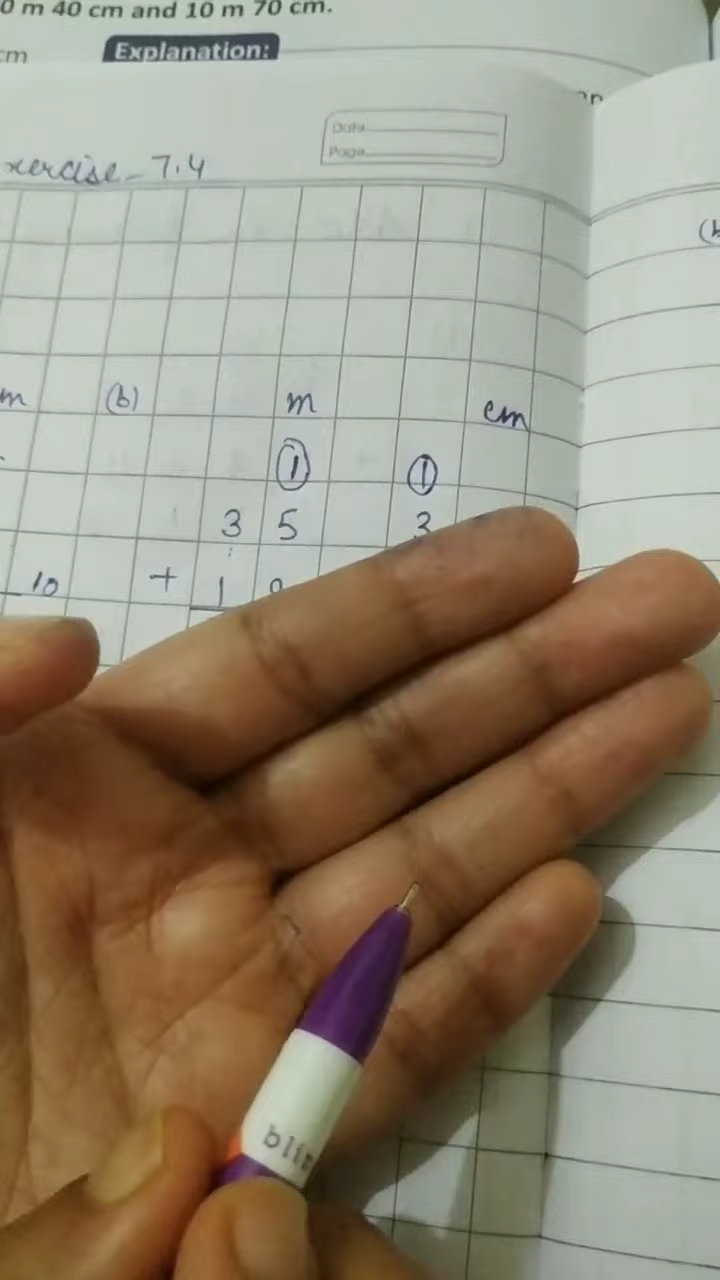 0 m 40 cm and 10 m 70 cm.
cm Explanation:
Date
Page
xercise - 7.4
m (b) m cm
1 1
3 5 3
10 + 1